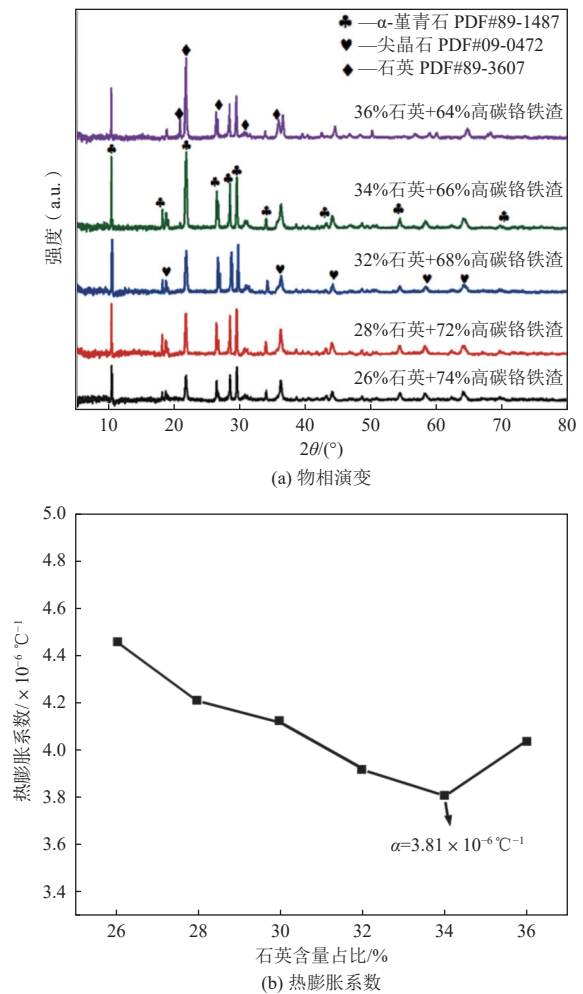 ♣ —α-堇青石 PDF#89-1487
♥ —尖晶石 PDF#09-0472
♦ —石英 PDF#89-3607
36%石英+64%高碳铬铁渣
34%石英+66%高碳铬铁渣
32%石英+68%高碳铬铁渣
28%石英+72%高碳铬铁渣
26%石英+74%高碳铬铁渣
强度（a.u.）
10 20 30 40 50 60 70 80
2θ/(°)
(a) 物相演变
5.0
4.8
4.6
4.4
4.2
4.0
3.8
3.6
3.4
热膨胀系数/×10⁻⁶ ℃⁻¹
α=3.81×10⁻⁶ ℃⁻¹
26 28 30 32 34 36
石英含量占比/%
(b) 热膨胀系数